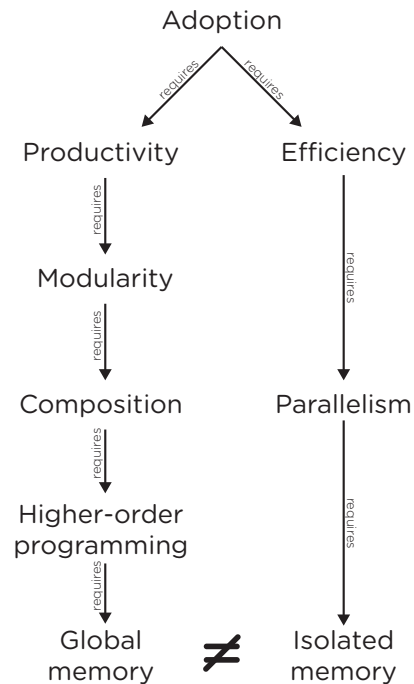 Adoption
requires
requires
Productivity
Efficiency
requires
Modularity
requires
requires
Composition
Parallelism
requires
Higher-order
programming
requires
requires
Global
memory
≠
Isolated
memory